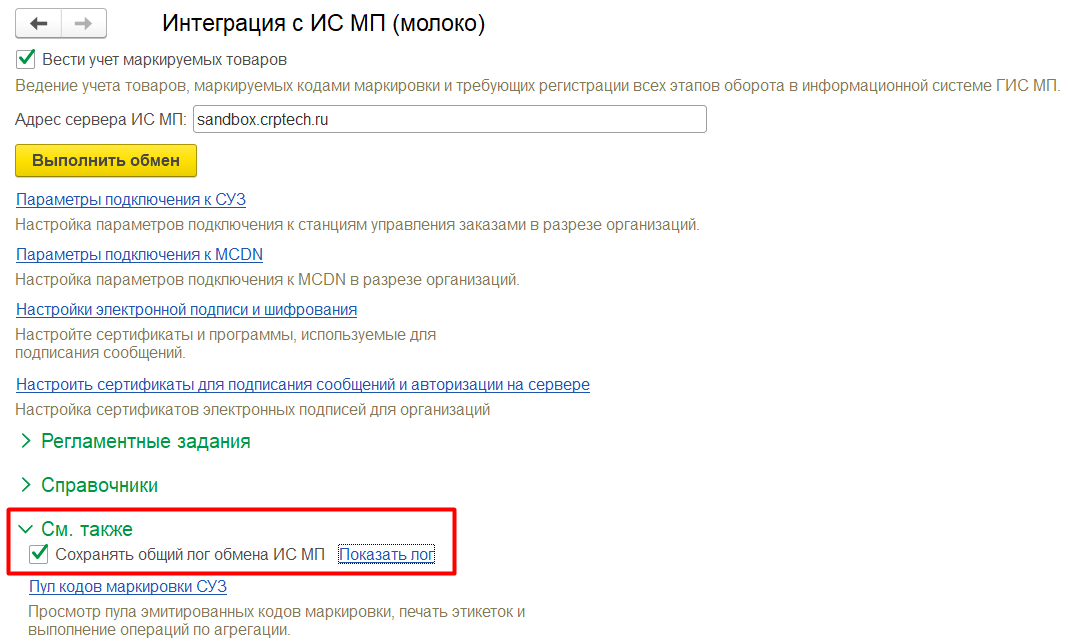 Интеграция с ИС МП (молоко)
Вести учет маркируемых товаров
Ведение учета товаров, маркируемых кодами маркировки и требующих регистрации всех этапов оборота в информационной системе ГИС МП.
Адрес сервера ИС МП: sandbox.crptech.ru
Выполнить обмен
Параметры подключения к СУЗ
Настройка параметров подключения к станциям управления заказами в разрезе организаций.
Параметры подключения к MCDN
Настройка параметров подключения к MCDN в разрезе организаций.
Настройки электронной подписи и шифрования
Настройте сертификаты и программы, используемые для
подписания сообщений.
Настроить сертификаты для подписания сообщений и авторизации на сервере
Настройка сертификатов электронных подписей для организаций
Регламентные задания
Справочники
См. также
Сохранять общий лог обмена ИС МП Показать лог
Пул кодов маркировки СУЗ
Просмотр пула эмитированных кодов маркировки, печать этикеток и
выполнение операций по агрегации.